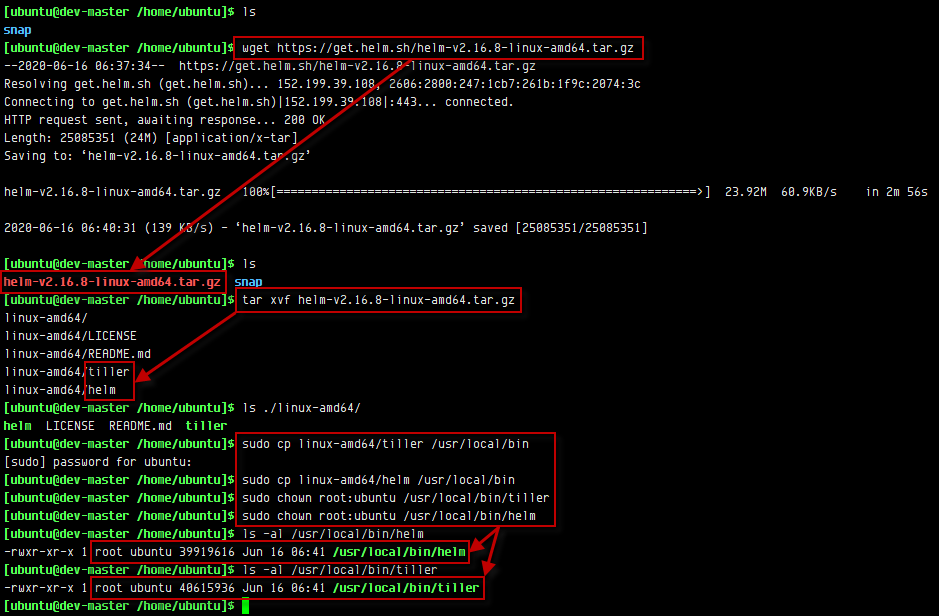 [ubuntu@dev-master /home/ubuntu]$ ls
snap
[ubuntu@dev-master /home/ubuntu]$ wget https://get.helm.sh/helm-v2.16.8-linux-amd64.tar.gz
--2020-06-16 06:37:34--  https://get.helm.sh/helm-v2.16.8-linux-amd64.tar.gz
Resolving get.helm.sh (get.helm.sh)... 152.199.39.108, 2606:2800:247:1cb7:261b:1f9c:2074:3c
Connecting to get.helm.sh (get.helm.sh)|152.199.39.108|:443... connected.
HTTP request sent, awaiting response... 200 OK
Length: 25085351 (24M) [application/x-tar]
Saving to: ‘helm-v2.16.8-linux-amd64.tar.gz’
helm-v2.16.8-linux-amd64.tar.gz   100%[============================================================>]  23.92M  60.9KB/s    in 2m 56s
2020-06-16 06:40:31 (139 KB/s) - ‘helm-v2.16.8-linux-amd64.tar.gz’ saved [25085351/25085351]
[ubuntu@dev-master /home/ubuntu]$ ls
helm-v2.16.8-linux-amd64.tar.gz  snap
[ubuntu@dev-master /home/ubuntu]$ tar xvf helm-v2.16.8-linux-amd64.tar.gz
linux-amd64/
linux-amd64/LICENSE
linux-amd64/README.md
linux-amd64/tiller
linux-amd64/helm
[ubuntu@dev-master /home/ubuntu]$ ls ./linux-amd64/
helm  LICENSE  README.md  tiller
[ubuntu@dev-master /home/ubuntu]$ sudo cp linux-amd64/tiller /usr/local/bin
[sudo] password for ubuntu:
[ubuntu@dev-master /home/ubuntu]$ sudo cp linux-amd64/helm /usr/local/bin
[ubuntu@dev-master /home/ubuntu]$ sudo chown root:ubuntu /usr/local/bin/tiller
[ubuntu@dev-master /home/ubuntu]$ sudo chown root:ubuntu /usr/local/bin/helm
[ubuntu@dev-master /home/ubuntu]$ ls -al /usr/local/bin/helm
-rwxr-xr-x 1 root ubuntu 39919616 Jun 16 06:41 /usr/local/bin/helm
[ubuntu@dev-master /home/ubuntu]$ ls -al /usr/local/bin/tiller
-rwxr-xr-x 1 root ubuntu 40615936 Jun 16 06:41 /usr/local/bin/tiller
[ubuntu@dev-master /home/ubuntu]$